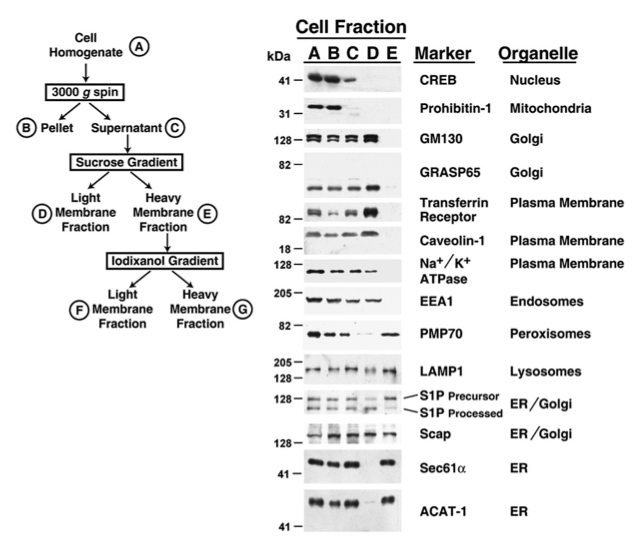 Cell
Homogenate A
3000 g spin
B Pellet Supernatant C
Sucrose Gradient
Light Heavy
D Membrane Membrane E
Fraction Fraction
Iodixanol Gradient
Light Heavy
F Membrane Membrane G
Fraction Fraction
Cell Fraction
kDa A B C D E Marker Organelle
41 CREB Nucleus
31 Prohibitin-1 Mitochondria
128 GM130 Golgi
82 GRASP65 Golgi
82 Transferrin Receptor Plasma Membrane
18 Caveolin-1 Plasma Membrane
128 Na+/K+ ATPase Plasma Membrane
205 EEA1 Endosomes
82 PMP70 Peroxisomes
205
128 LAMP1 Lysosomes
128 S1P Precursor
S1P Processed ER/Golgi
128 Scap ER/Golgi
41 Sec61α ER
41 ACAT-1 ER